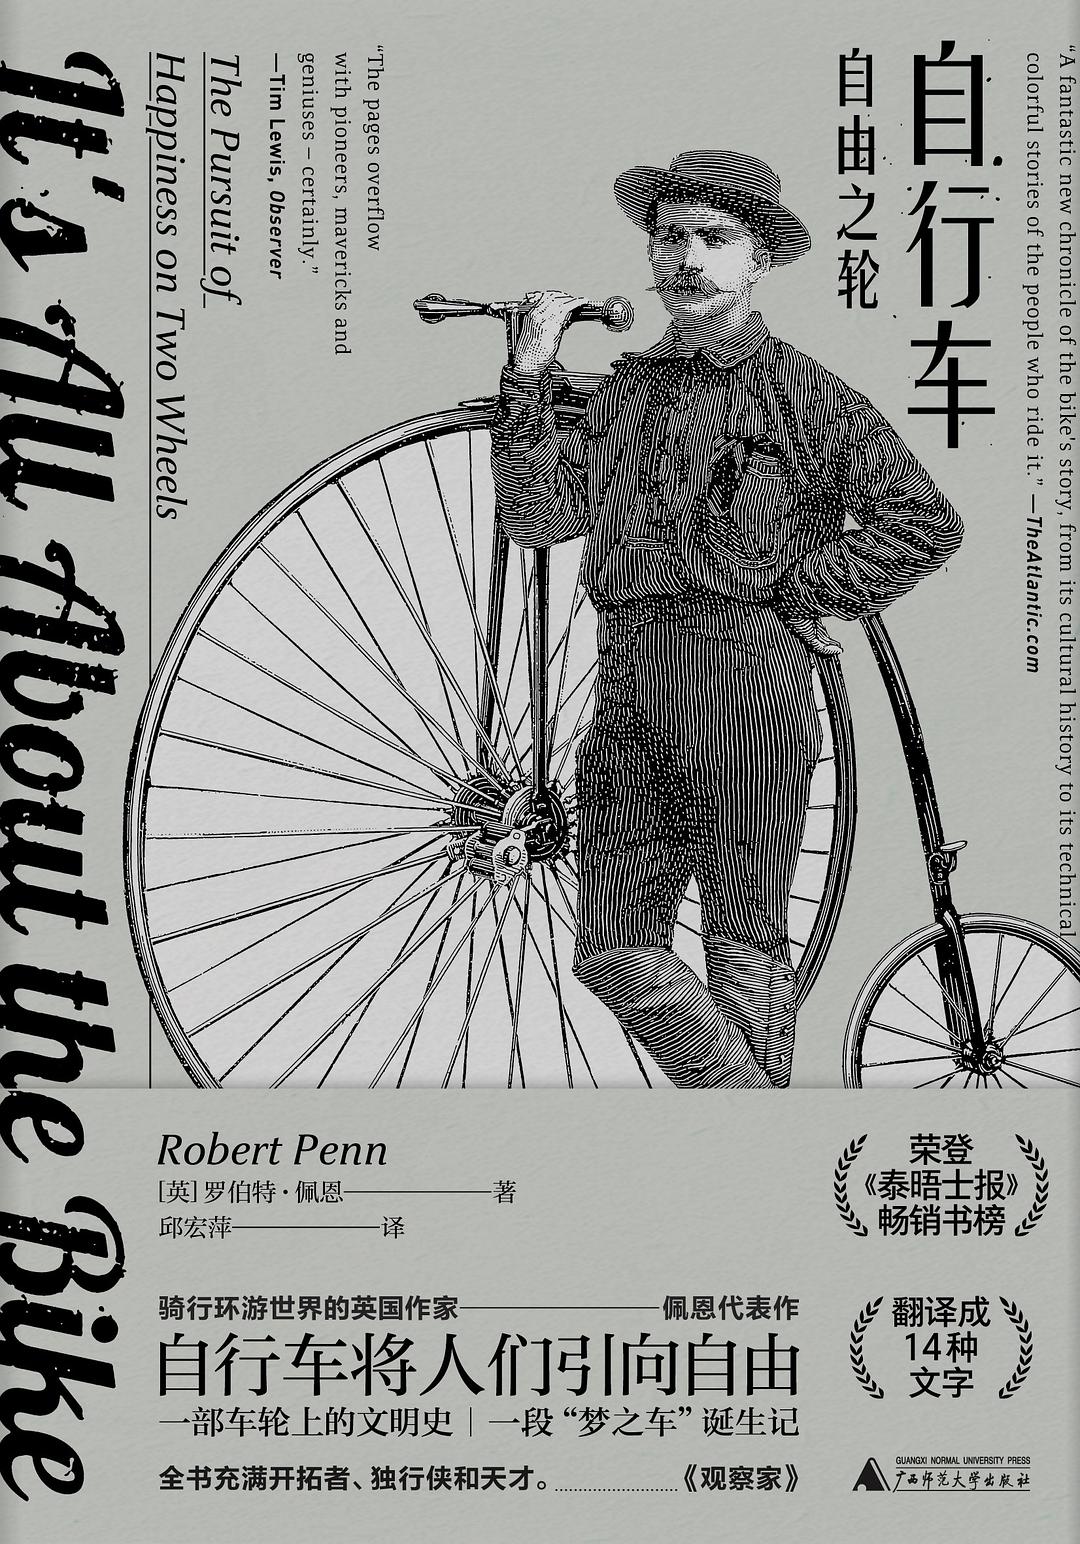 自行车
自由之轮
“A fantastic new chronicle of the bike's story, from its cultural history to its technical
colorful stories of the people who ride it.” —TheAtlantic.com
“The pages overflow
with pioneers, mavericks and
geniuses – certainly.”
—Tim Lewis, Observer
The Pursuit of
Happiness on Two Wheels
It's All About the Bike
Robert Penn
[英] 罗伯特·佩恩————著
邱宏萍————译
荣登
《泰晤士报》
畅销书榜
骑行环游世界的英国作家————佩恩代表作
自行车将人们引向自由
一部车轮上的文明史｜一段“梦之车”诞生记
全书充满开拓者、独行侠和天才。………………《观察家》
翻译成
14种
文字
GUANGXI NORMAL UNIVERSITY PRESS
广西师范大学出版社